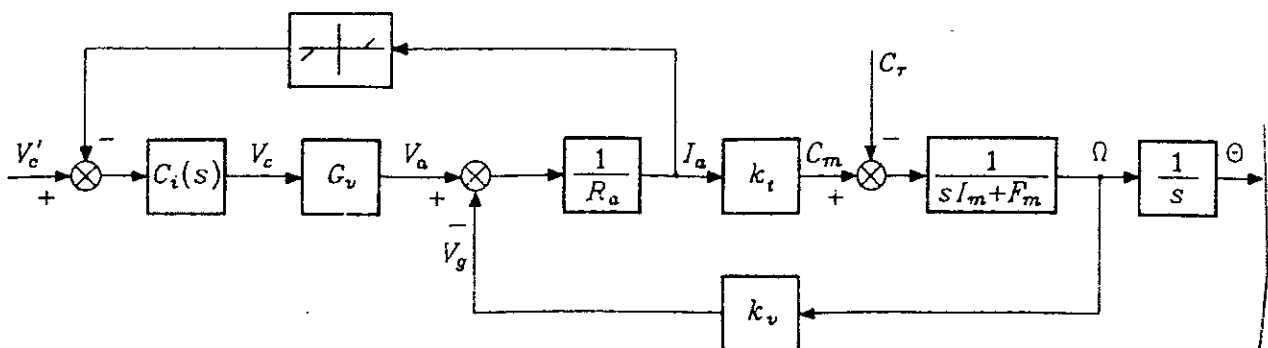 C_r
V_c' − C_i(s) V_c G_v V_a 1/R_a I_a k_t C_m − 1/(sI_m+F_m) Ω 1/s Θ
+ + +
−
V_g
k_v